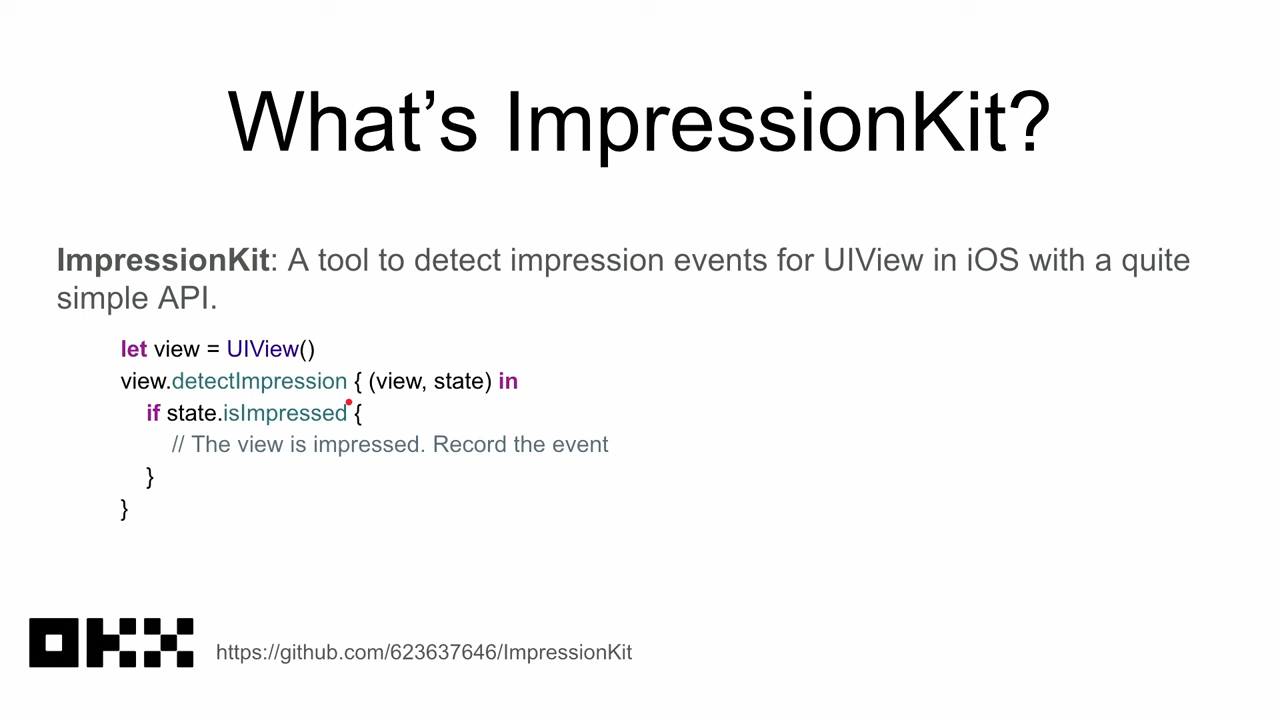 What's ImpressionKit?
ImpressionKit: A tool to detect impression events for UIView in iOS with a quite
simple API.
let view = UIView()
view.detectImpression { (view, state) in
if state.isImpressed {
// The view is impressed. Record the event
}
}
OKX
https://github.com/623637646/ImpressionKit